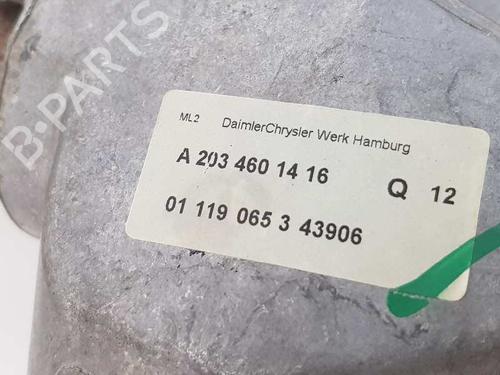 B-PARTS
ML2 DaimlerChrysler Werk Hamburg
A 203 460 14 16 Q 12
01 119 065 3 43906